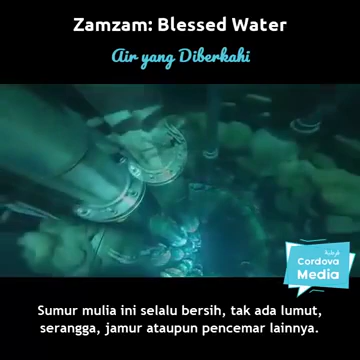 Zamzam: Blessed Water
Air yang Diberkahi
قرطبة
Cordova
Media
Sumur mulia ini selalu bersih, tak ada lumut,
serangga, jamur ataupun pencemar lainnya.